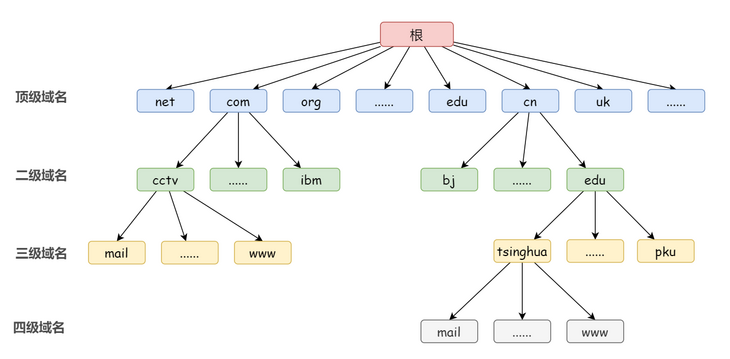 根
顶级域名 net com org ...... edu cn uk ......
二级域名 cctv ...... ibm bj ...... edu
三级域名 mail ...... www tsinghua ...... pku
四级域名 mail ...... www